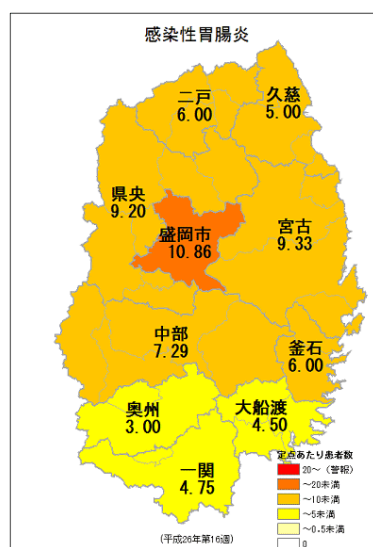 感染性胃腸炎
二戸
6.00
久慈
5.00
県央
9.20
盛岡市
10.86
宮古
9.33
中部
7.29
釜石
6.00
奥州
3.00
大船渡
4.50
一関
4.75
定点あたり患者数
20～（警報）
～20未満
～10未満
～5未満
～0.5未満
0
（平成26年第16週）